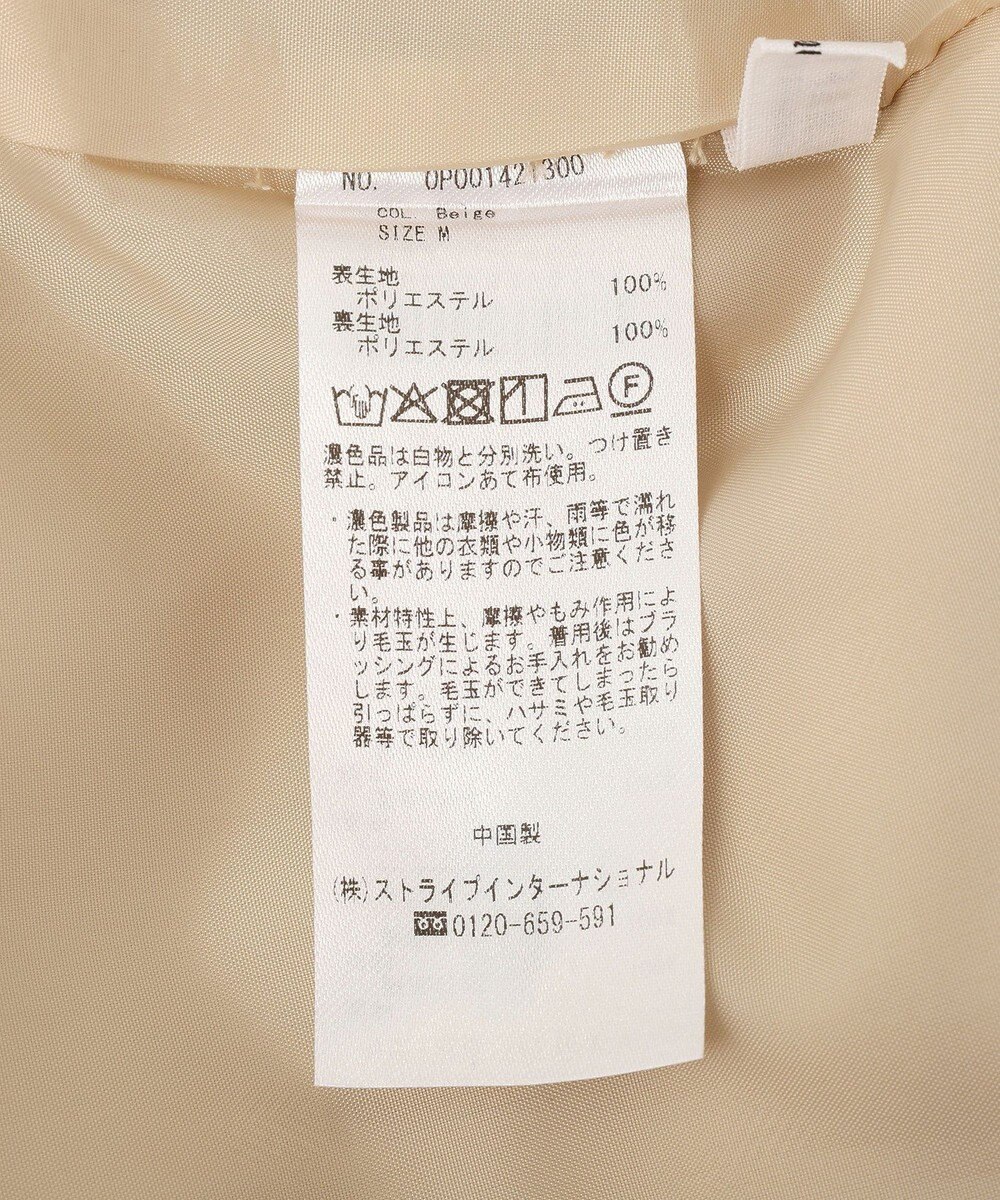 NO. OP001421300
COL. Beige
SIZE M
表生地
ポリエステル 100%
裏生地
ポリエステル 100%
F
濃色品は白物と分別洗い。つけ置き
禁止。アイロンあて布使用。
・濃色製品は摩擦や汗、雨等で濡れ
た際に他の衣類や小物類に色が移
る事がありますのでご注意くださ
い。
・素材特性上、摩擦やもみ作用によ
り毛玉が生じます。着用後はブラ
ッシングによるお手入れをお勧め
します。毛玉ができてしまったら
引っぱらずに、ハサミや毛玉取り
器等で取り除いてください。
中国製
(株)ストライプインターナショナル
0120-659-591